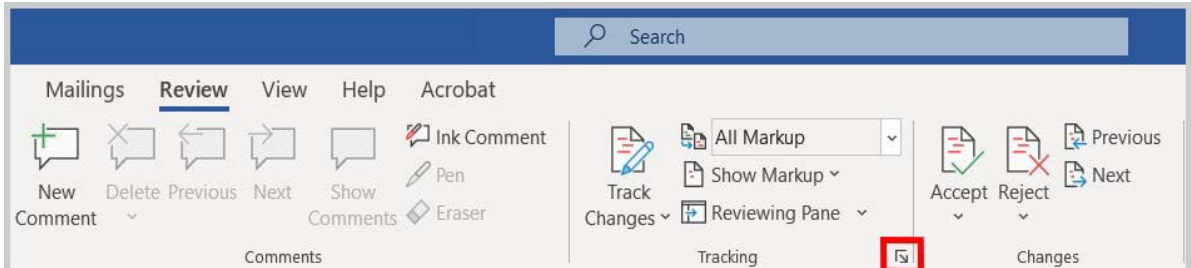 Search
Mailings Review View Help Acrobat
Ink Comment
All Markup
Previous
Pen
Show Markup
Next
New
Comment
Delete
Previous
Next
Show
Comments
Eraser
Track
Changes
Reviewing Pane
Accept
Reject
Comments
Tracking
Changes